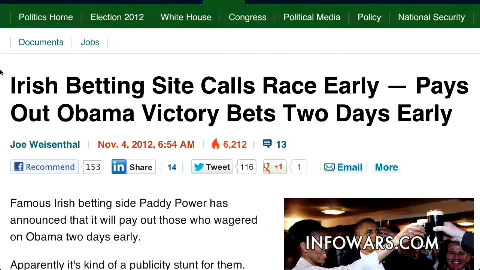 Politics Home Election 2012 White House Congress Political Media Policy National Security
Documents Jobs
Irish Betting Site Calls Race Early — Pays
Out Obama Victory Bets Two Days Early
Joe Weisenthal Nov. 4, 2012, 6:54 AM 6,212 13
Recommend 153 in Share 14 Tweet 116 g +1 1 Email More
Famous Irish betting side Paddy Power has
announced that it will pay out those who wagered
on Obama two days early.
Apparently it's kind of a publicity stunt for them.
INFOWARS.COM